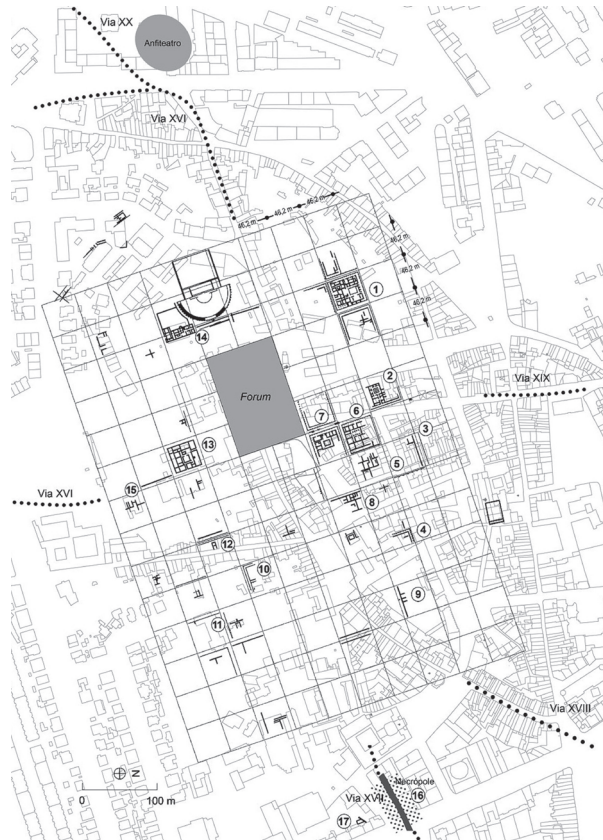 Via XX
Anfiteatro
Via XVI
46,2 m
46,2 m
46,2 m
46,2 m
46,2 m
46,2 m
1
14
2
Via XIX
Forum
7
6
3
13
5
15
Via XVI
8
4
12
10
9
11
Via XVIII
N
0
100 m
Necrópole
Via XVII
16
17